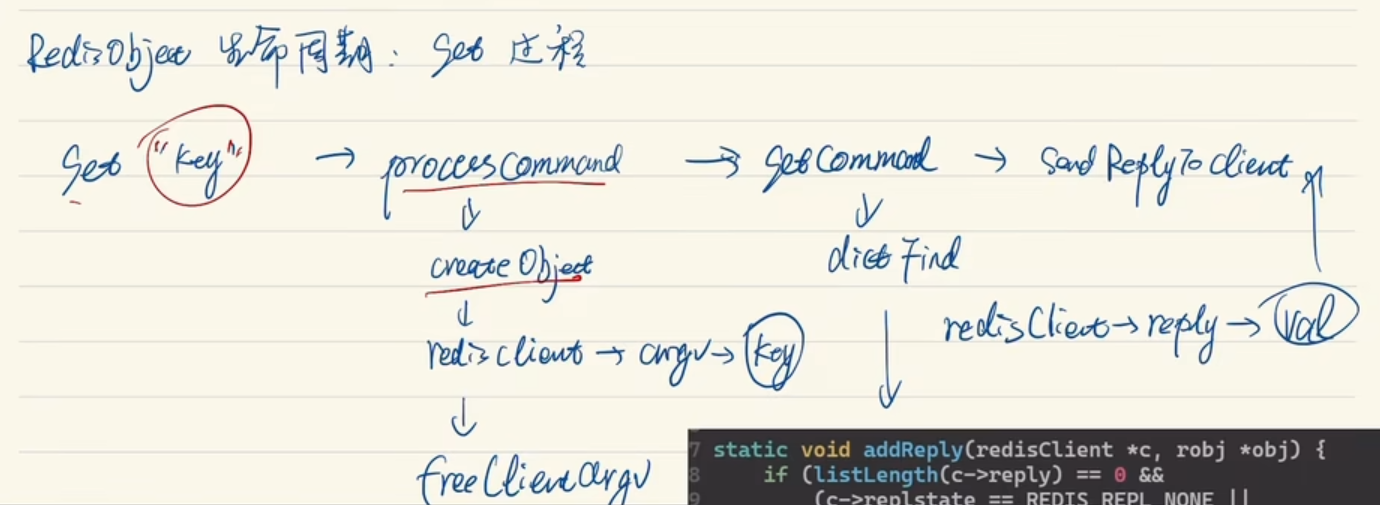 RedisObject 生命周期: Set 过程
Set "key" → processCommand → getCommand → SendReplyToClient
↓ ↓
createObject dictFind
↓
redisClient → argv → key
redisClient → reply → val
↓ ↓
freeClientArgv
7 static void addReply(redisClient *c, robj *obj) {
8 if (listLength(c->reply) == 0 &&
9 (c->replstate == REDIS_REPL_NONE ||